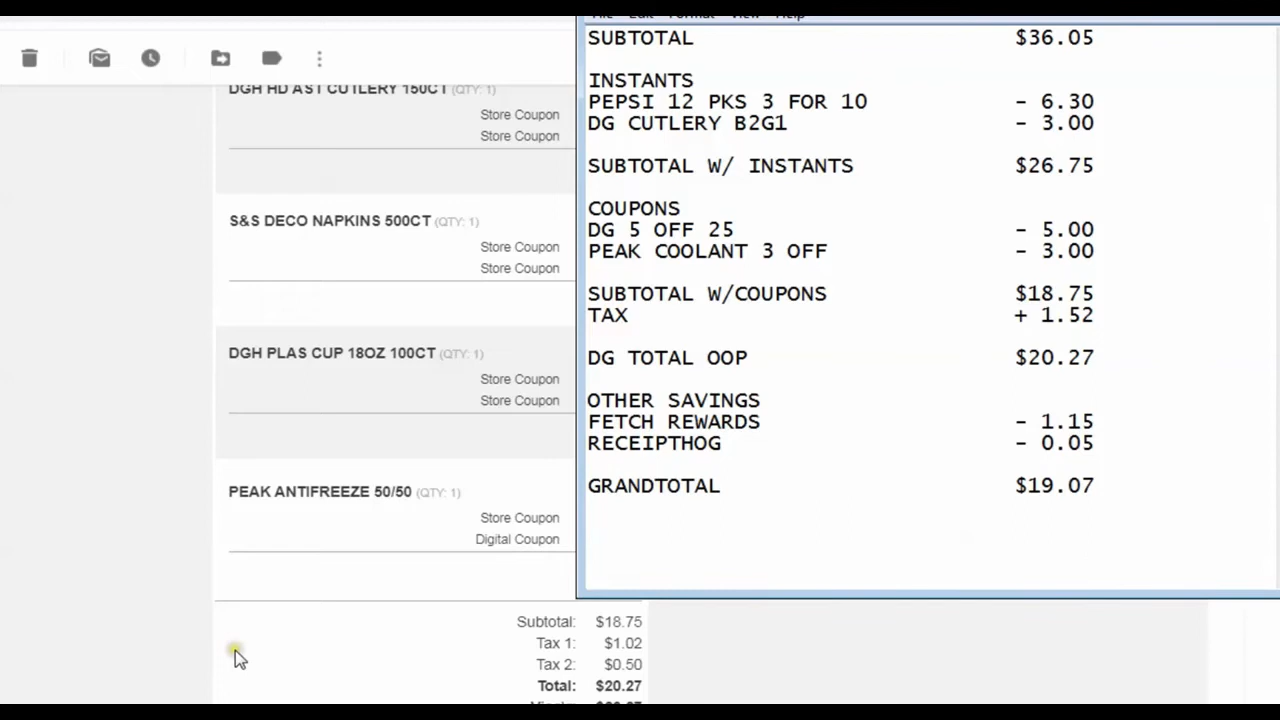 File Edit Format View Help
DGH HD AST CUTLERY 150CT (QTY: 1)
Store Coupon
Store Coupon
S&S DECO NAPKINS 500CT (QTY: 1)
Store Coupon
Store Coupon
DGH PLAS CUP 18OZ 100CT (QTY: 1)
Store Coupon
Store Coupon
PEAK ANTIFREEZE 50/50 (QTY: 1)
Store Coupon
Digital Coupon
Subtotal: $18.75
Tax 1: $1.02
Tax 2: $0.50
Total: $20.27
SUBTOTAL $36.05
INSTANTS
PEPSI 12 PKS 3 FOR 10 - 6.30
DG CUTLERY B2G1 - 3.00
SUBTOTAL W/ INSTANTS $26.75
COUPONS
DG 5 OFF 25 - 5.00
PEAK COOLANT 3 OFF - 3.00
SUBTOTAL W/COUPONS $18.75
TAX + 1.52
DG TOTAL OOP $20.27
OTHER SAVINGS
FETCH REWARDS - 1.15
RECEIPTHOG - 0.05
GRANDTOTAL $19.07